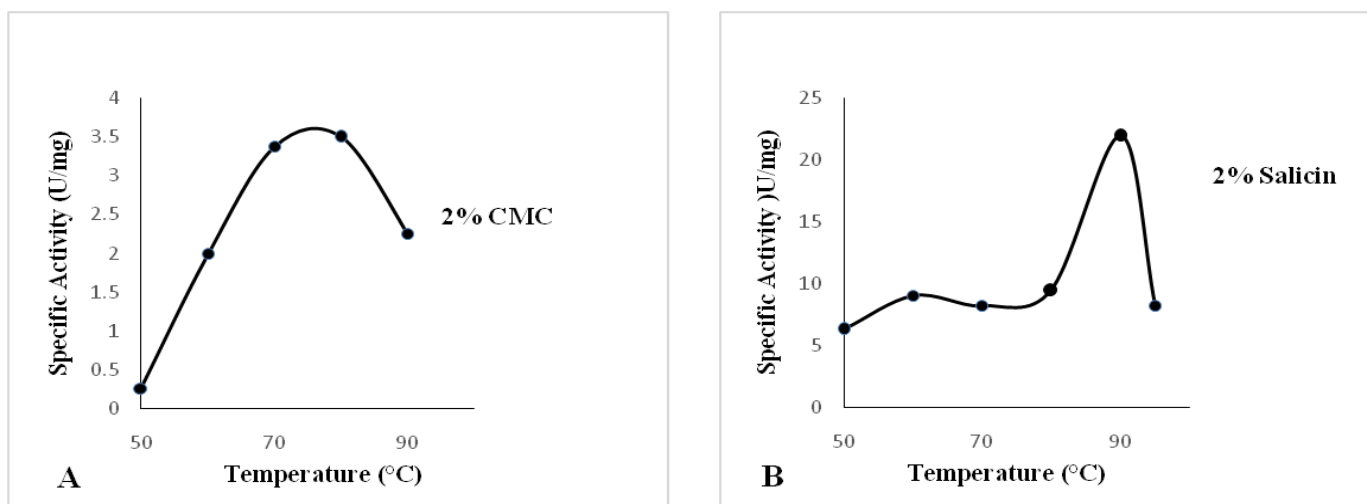 4
3.5
3
2.5
2
1.5
1
0.5
0
50
70
90
Specific Activity (U/mg)
Temperature (°C)
2% CMC
A
25
20
15
10
5
0
50
70
90
Specific Activity )U/mg)
Temperature (°C)
2% Salicin
B